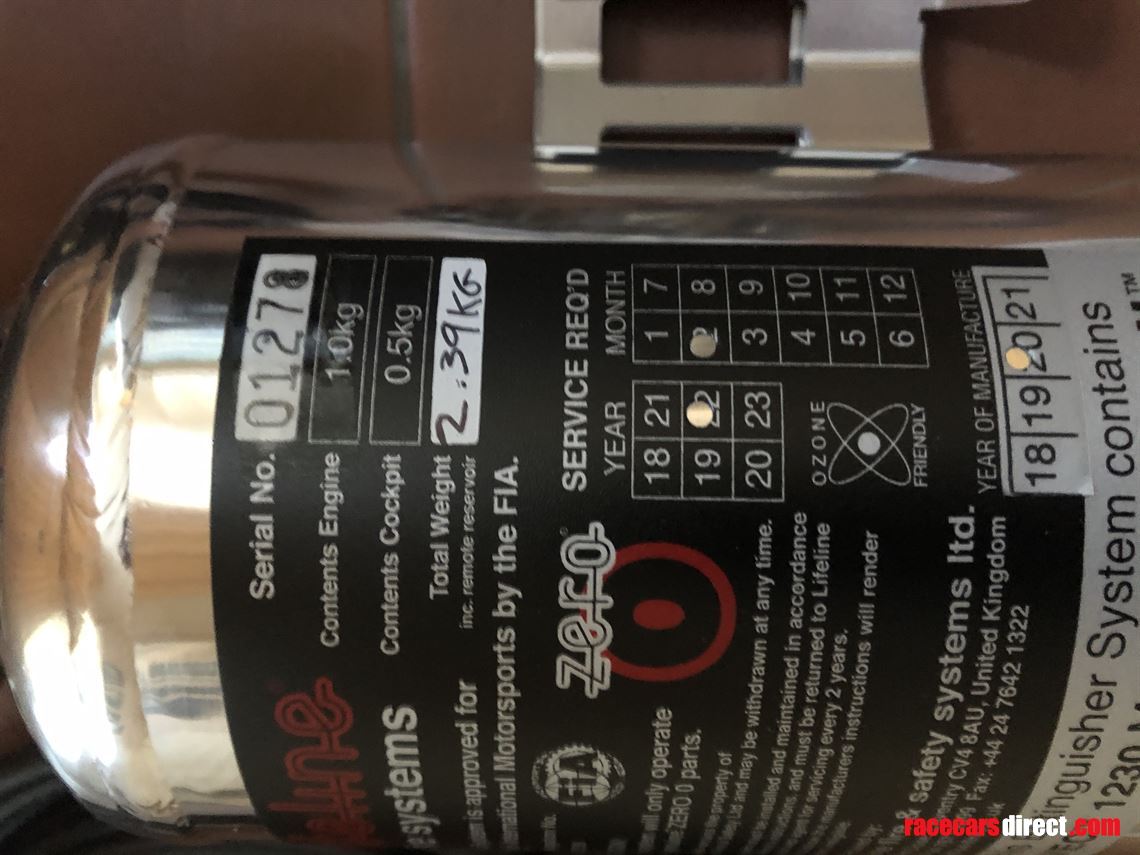 Serial No. 01278
Contents Engine 1.0kg
Contents Cockpit 0.5kg
Total Weight 2.39KG
inc. remote reservoir
systems
is approved for
International Motorsports by the FIA.
zero
FIA
will only operate
ZERO 0 parts.
property of
Ltd and may be withdrawn at any time.
installed and maintained in accordance
and must be returned to Lifeline
for servicing every 2 years.
manufacturers instructions will render
SERVICE REQ'D
YEAR MONTH
18 21 1 7
19 22 2 8
20 23 3 9
4 10
5 11
6 12
OZONE
FRIENDLY
YEAR OF MANUFACTURE
18 19 20 21
safety systems ltd.
CV4 8AU, United Kingdom
Fax: +44 24 7642 1322
System contains
racecarsdirect.com